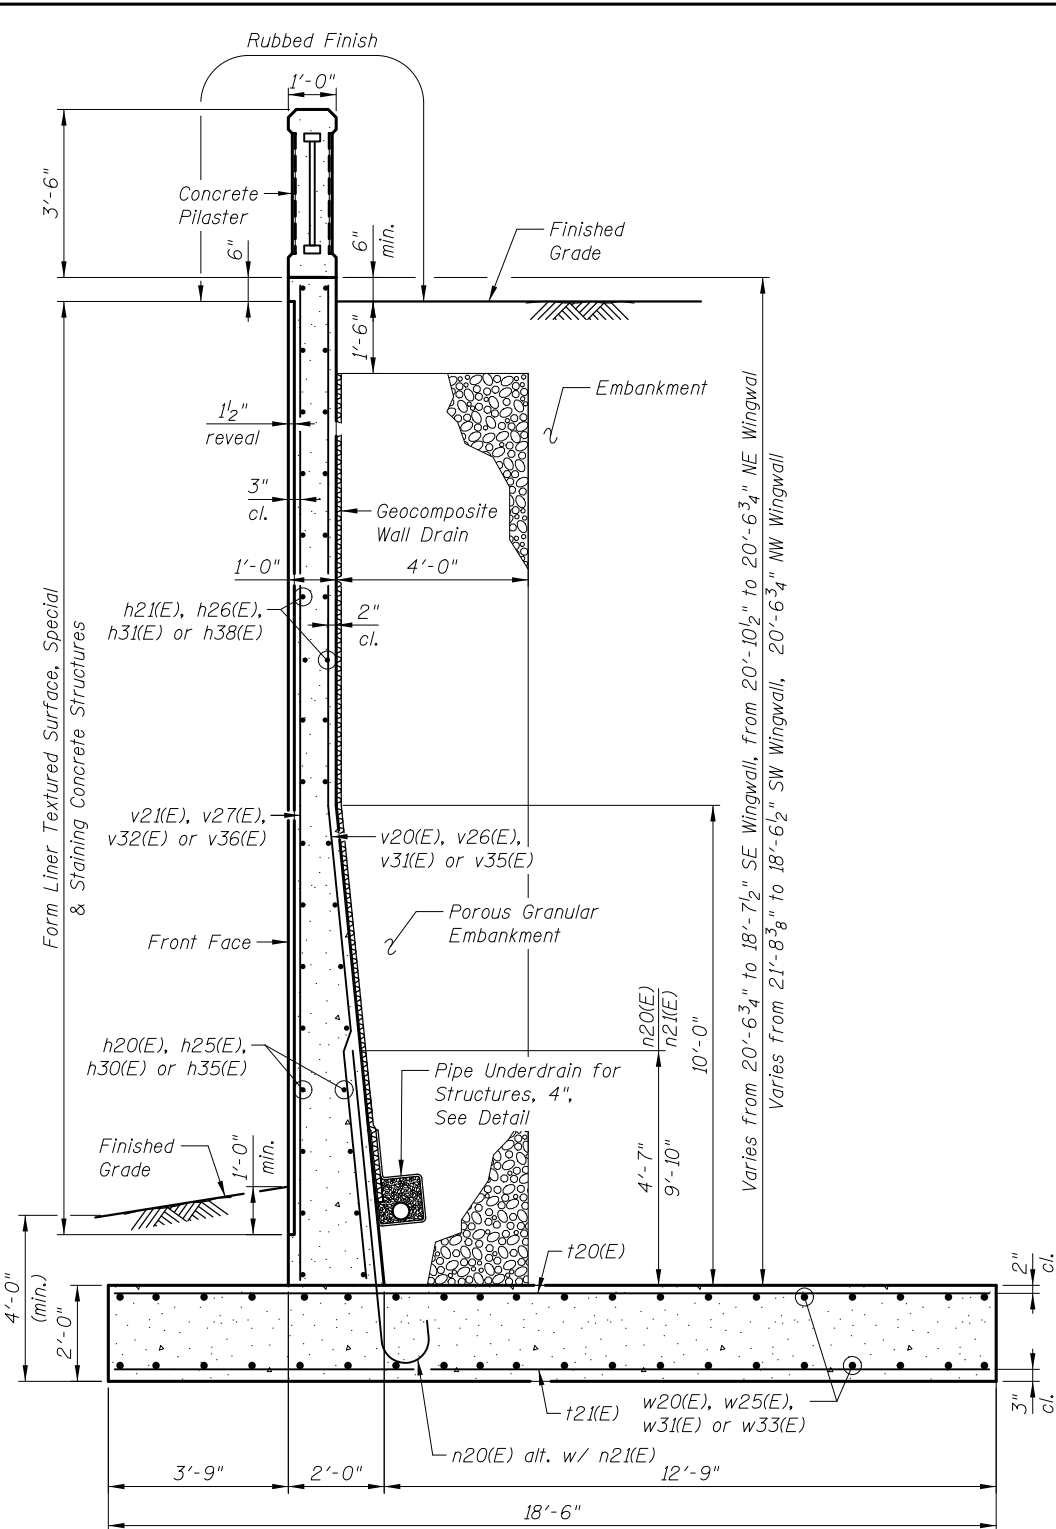 Rubbed Finish
1'-0"
3'-6"
Concrete
Pilaster
6"
6"
min.
Finished
Grade
1'-6"
Embankment
1½"
reveal
3"
cl.
Geocomposite
Wall Drain
1'-0"
4'-0"
h21(E), h26(E),
h31(E) or h38(E)
2"
cl.
Form Liner Textured Surface, Special
& Staining Concrete Structures
v21(E), v27(E),
v32(E) or v36(E)
v20(E), v26(E),
v31(E) or v35(E)
Front Face
Porous Granular
Embankment
h20(E), h25(E),
h30(E) or h35(E)
Pipe Underdrain for
Structures, 4",
See Detail
n20(E)
n21(E)
4'-7"
9'-10"
10'-0"
Varies from 20'-6¾" to 18'-7½" SE Wingwall, from 20'-10½" to 20'-6¾" NE Wingwal
Varies from 21'-8⅜" to 18'-6½" SW Wingwall, 20'-6¾" NW Wingwall
Finished
Grade
1'-0"
min.
4'-0"
(min.)
2'-0"
t20(E)
2"
cl.
t21(E)
w20(E), w25(E),
w31(E) or w33(E)
3"
cl.
n20(E) alt. w/ n21(E)
3'-9"
2'-0"
12'-9"
18'-6"